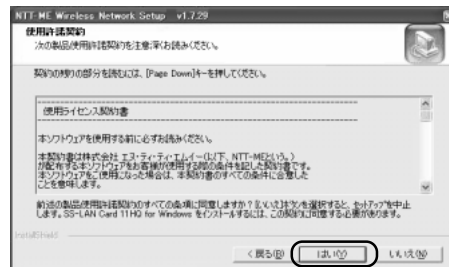 NTT-ME Wireless Network Setup v1.7.29
使用許諾契約
次の製品使用許諾契約を注意深くお読みください。
契約の残りの部分を読むには、[Page Down]キーを押してください。
使用ライセンス契約書
本ソフトウェアを使用する前に必ずお読みください。
本契約書は株式会社 エヌ・ティ・ティ エムイー(以下、NTT-MEという。)
が配布する本ソフトウェアをお客様が使用する際の条件を記した契約書です。
本ソフトウェアをご使用になった場合は、本契約書のすべての条件に合意した
ことを意味します。
前述の製品使用許諾契約のすべての条項に同意しますか?[いいえ]ボタンを選択すると、セットアップを中止
します。SS-LAN Card 11HQ for Windows をインストールするには、この契約に同意する必要があります。
InstallShield
< 戻る(B)
はい(Y)
いいえ(N)